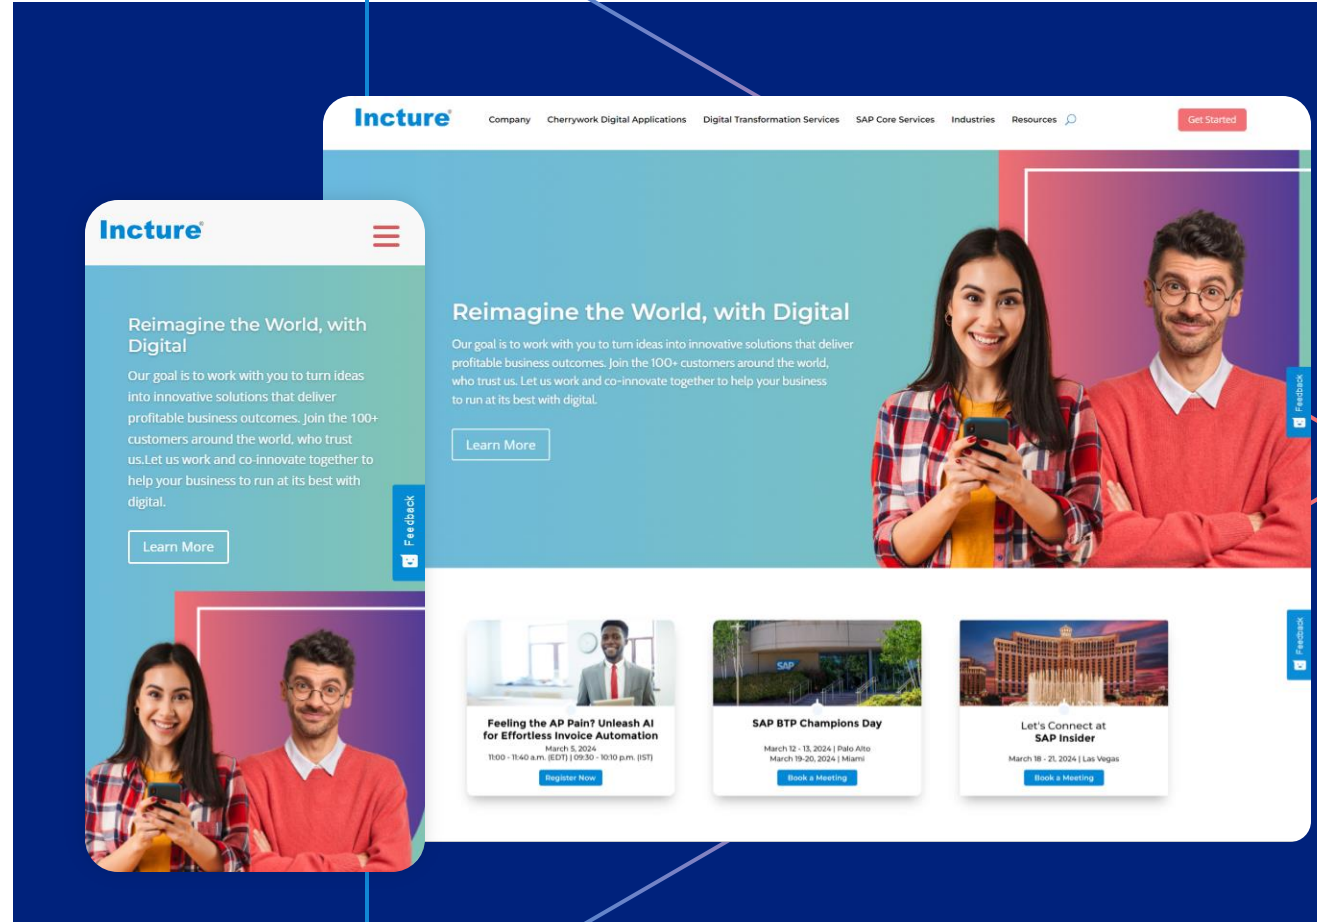 Incture®
Company Cherrywork Digital Applications Digital Transformation Services SAP Core Services Industries Resources
Get Started
Reimagine the World, with Digital
Our goal is to work with you to turn ideas into innovative solutions that deliver
profitable business outcomes. Join the 100+ customers around the world,
who trust us. Let us work and co-innovate together to help your business
to run at its best with digital.
Learn More
Feedback
Incture®
Reimagine the World, with
Digital
Our goal is to work with you to turn ideas
into innovative solutions that deliver
profitable business outcomes. Join the 100+
customers around the world, who trust
us.Let us work and co-innovate together to
help your business to run at its best with
digital.
Learn More
Feedback
SAP
Feeling the AP Pain? Unleash AI
for Effortless Invoice Automation
March 5, 2024
11:00 - 11:40 a.m. (EDT) | 09:30 - 10:10 p.m. (IST)
Register Now
SAP BTP Champions Day
March 12 - 13, 2024 | Palo Alto
March 19-20, 2024 | Miami
Book a Meeting
Let's Connect at
SAP Insider
March 18 - 21, 2024 | Las Vegas
Book a Meeting
Feedback